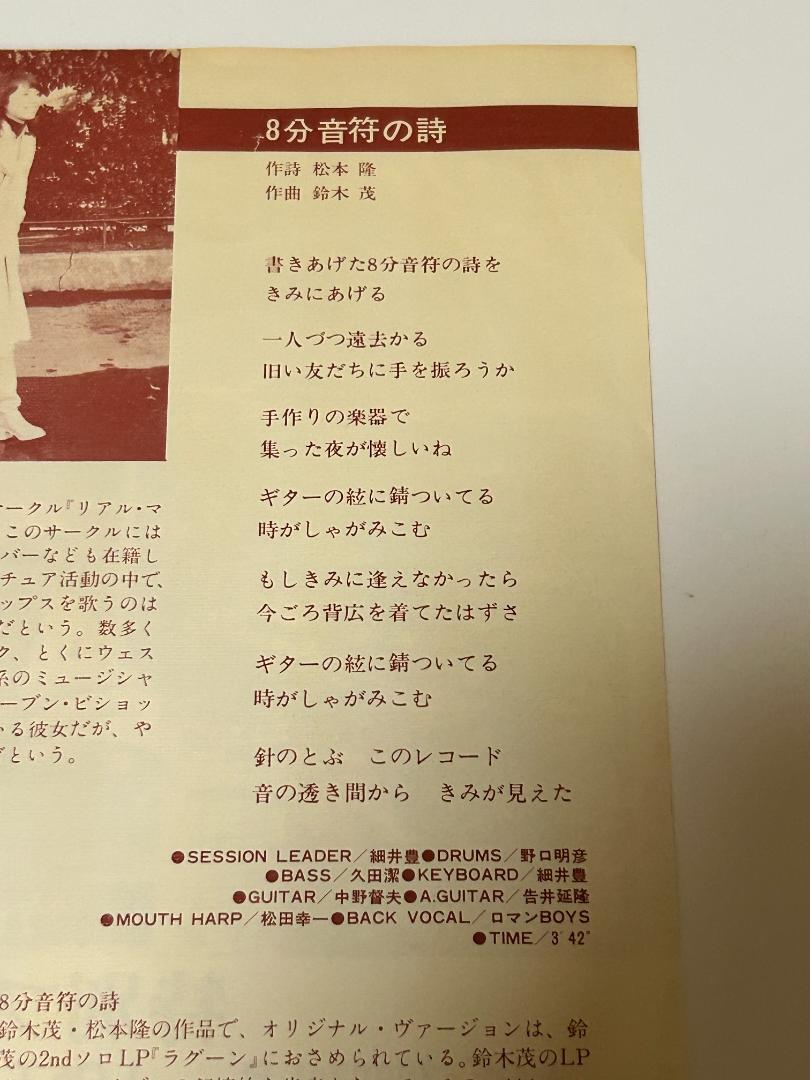 8分音符の詩
作詩 松本 隆
作曲 鈴木 茂
書きあげた8分音符の詩を
きみにあげる
一人づつ遠去かる
旧い友だちに手を振ろうか
手作りの楽器で
集った夜が懐しいね
ギターの絃に錆ついてる
時がしゃがみこむ
もしきみに逢えなかったら
今ごろ背広を着てたはずさ
ギターの絃に錆ついてる
時がしゃがみこむ
針のとぶ このレコード
音の透き間から きみが見えた
●SESSION LEADER/細井豊●DRUMS/野口明彦
●BASS/久田潔●KEYBOARD/細井豊
●GUITAR/中野督夫●A.GUITAR/告井延隆
●MOUTH HARP/松田幸一●BACK VOCAL/ロマンBOYS
●TIME/3'42"
ークル『リアル・マ
このサークルには
バーなども在籍し
チュア活動の中で、
ップスを歌うのは
だという。数多く
ク、とくにウェス
系のミュージシャ
ーブン・ビショッ
いる彼女だが、や
という。
8分音符の詩
鈴木茂・松本隆の作品で、オリジナル・ヴァージョンは、鈴
茂の2ndソロLP『ラグーン』におさめられている。鈴木茂のLP